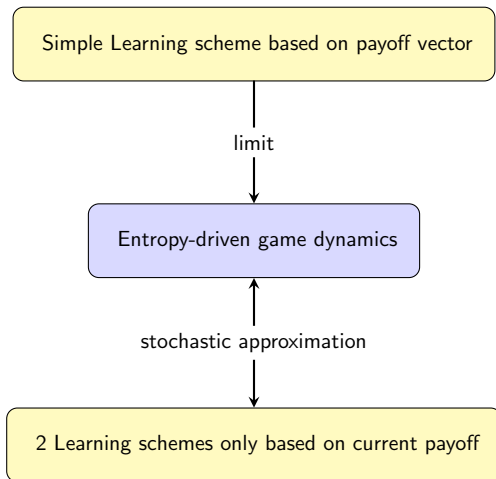 Simple Learning scheme based on payoff vector
limit
Entropy-driven game dynamics
stochastic approximation
2 Learning schemes only based on current payoff